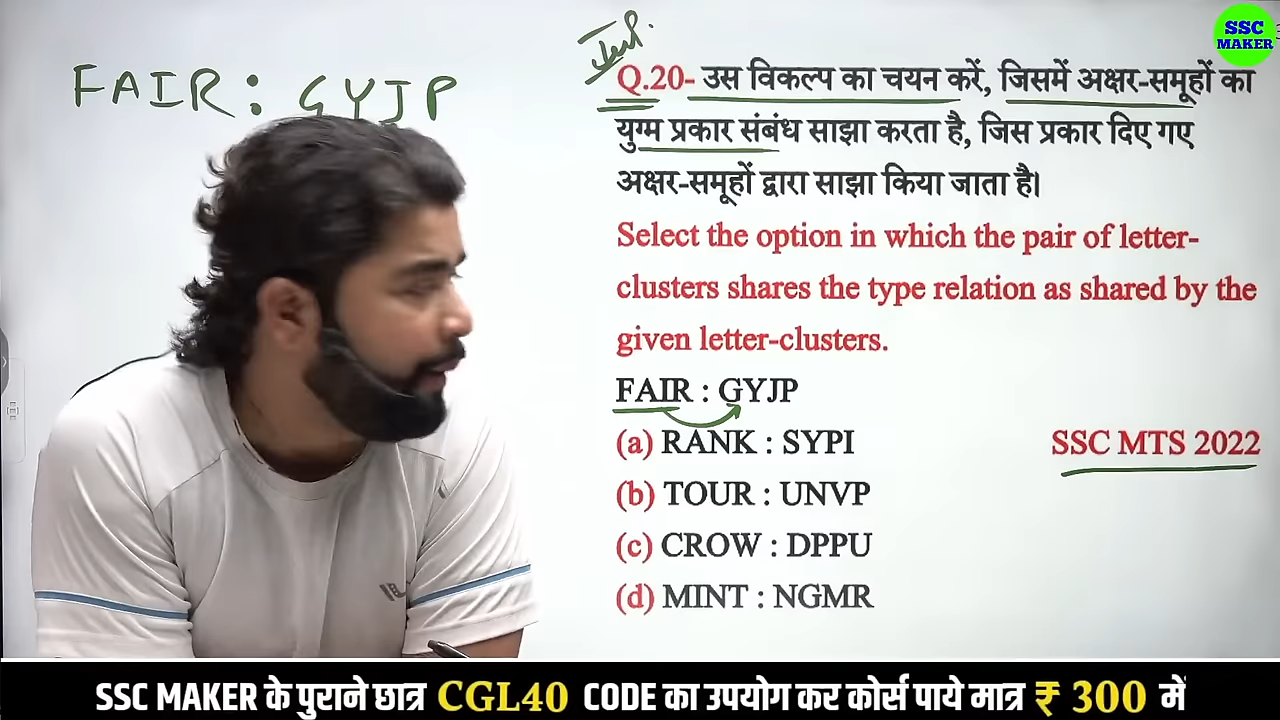 SSC
MAKER
FAIR : GYJP
Q.20- उस विकल्प का चयन करें, जिसमें अक्षर-समूहों का
युग्म प्रकार संबंध साझा करता है, जिस प्रकार दिए गए
अक्षर-समूहों द्वारा साझा किया जाता है।
Select the option in which the pair of letter-
clusters shares the type relation as shared by the
given letter-clusters.
FAIR : GYJP
(a) RANK : SYPI
SSC MTS 2022
(b) TOUR : UNVP
(c) CROW : DPPU
(d) MINT : NGMR
SSC MAKER के पुराने छात्र CGL40 CODE का उपयोग कर कोर्स पाये मात्र ₹ 300 में